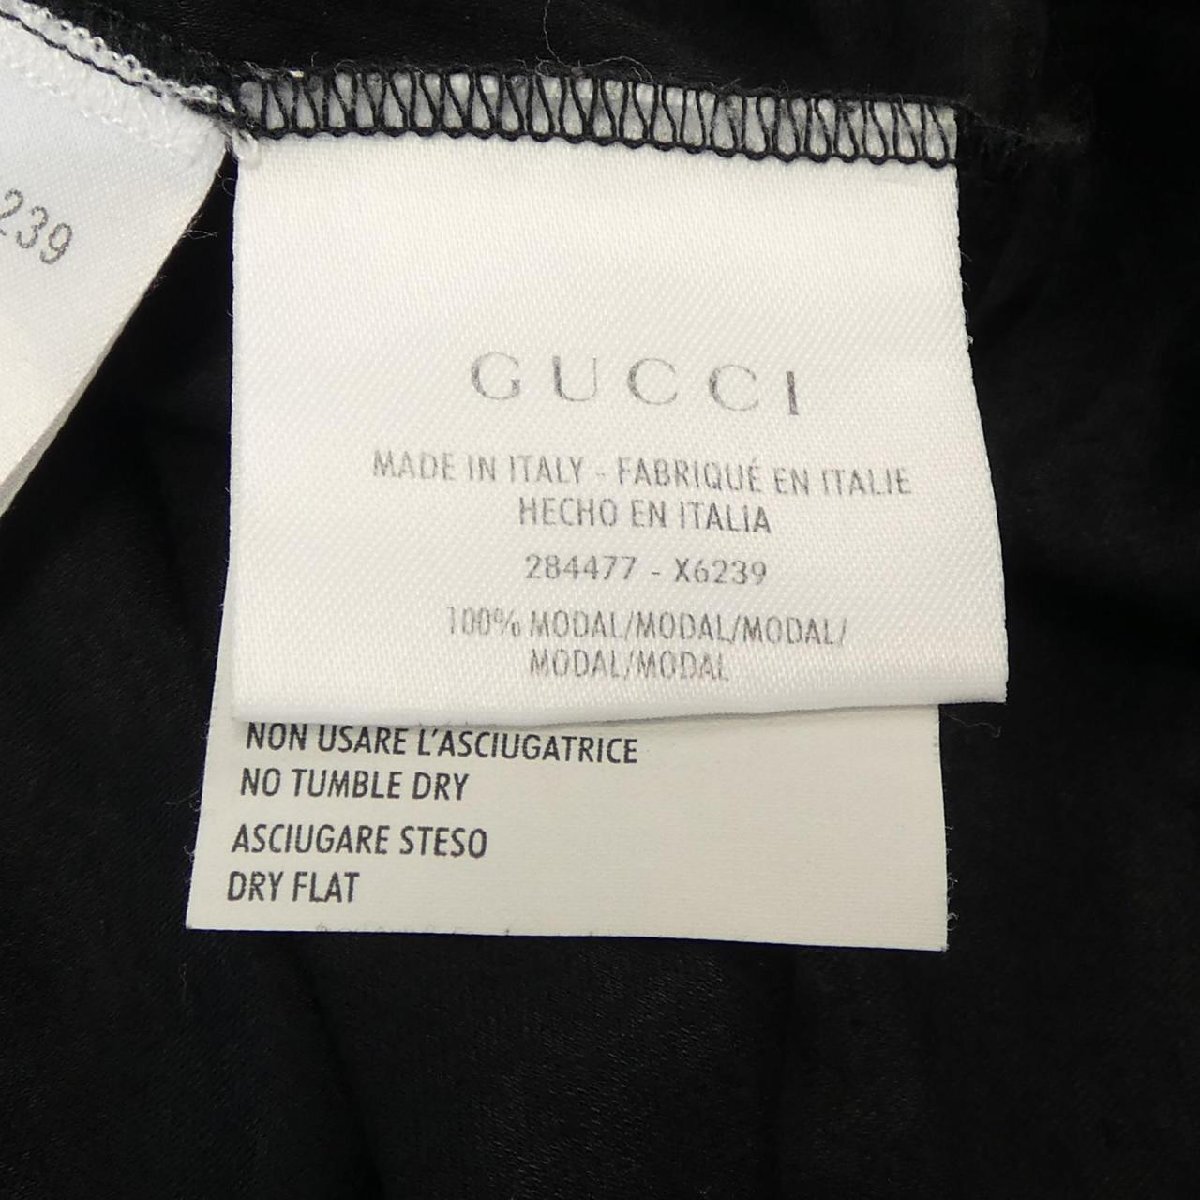 239
GUCCI
MADE IN ITALY - FABRIQUÉ EN ITALIE
HECHO EN ITALIA
284477 - X6239
100% MODAL/MODAL/MODAL/
MODAL/MODAL
NON USARE L'ASCIUGATRICE
NO TUMBLE DRY
ASCIUGARE STESO
DRY FLAT